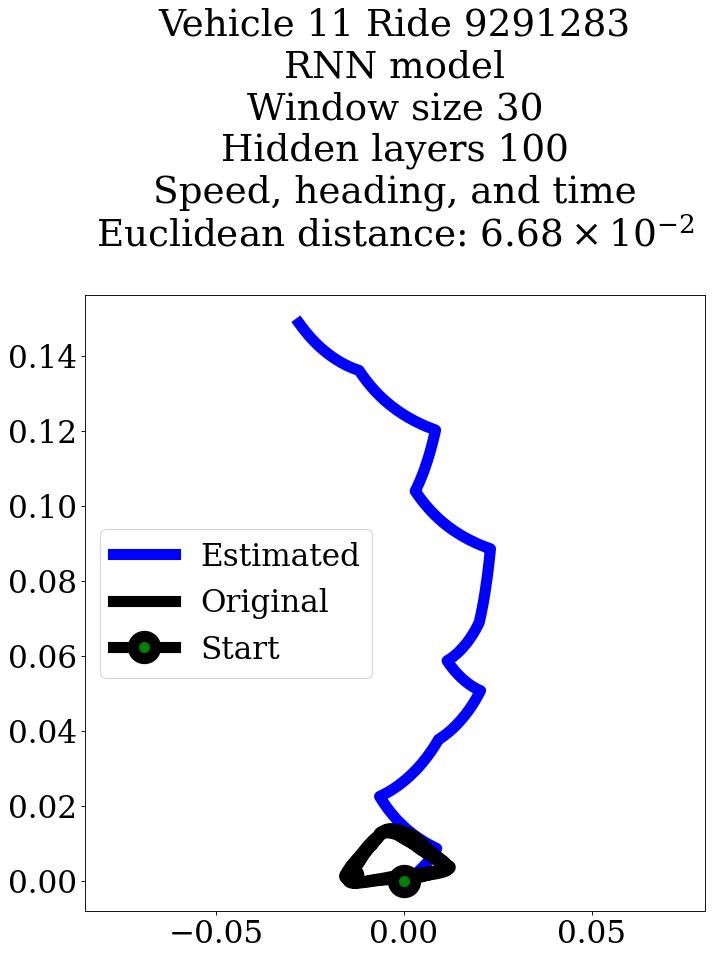 Vehicle 11 Ride 9291283
RNN model
Window size 30
Hidden layers 100
Speed, heading, and time
Euclidean distance: 6.68 × 10⁻²
0.14
0.12
0.10
0.08
0.06
0.04
0.02
0.00
Estimated
Original
Start
−0.05
0.00
0.05